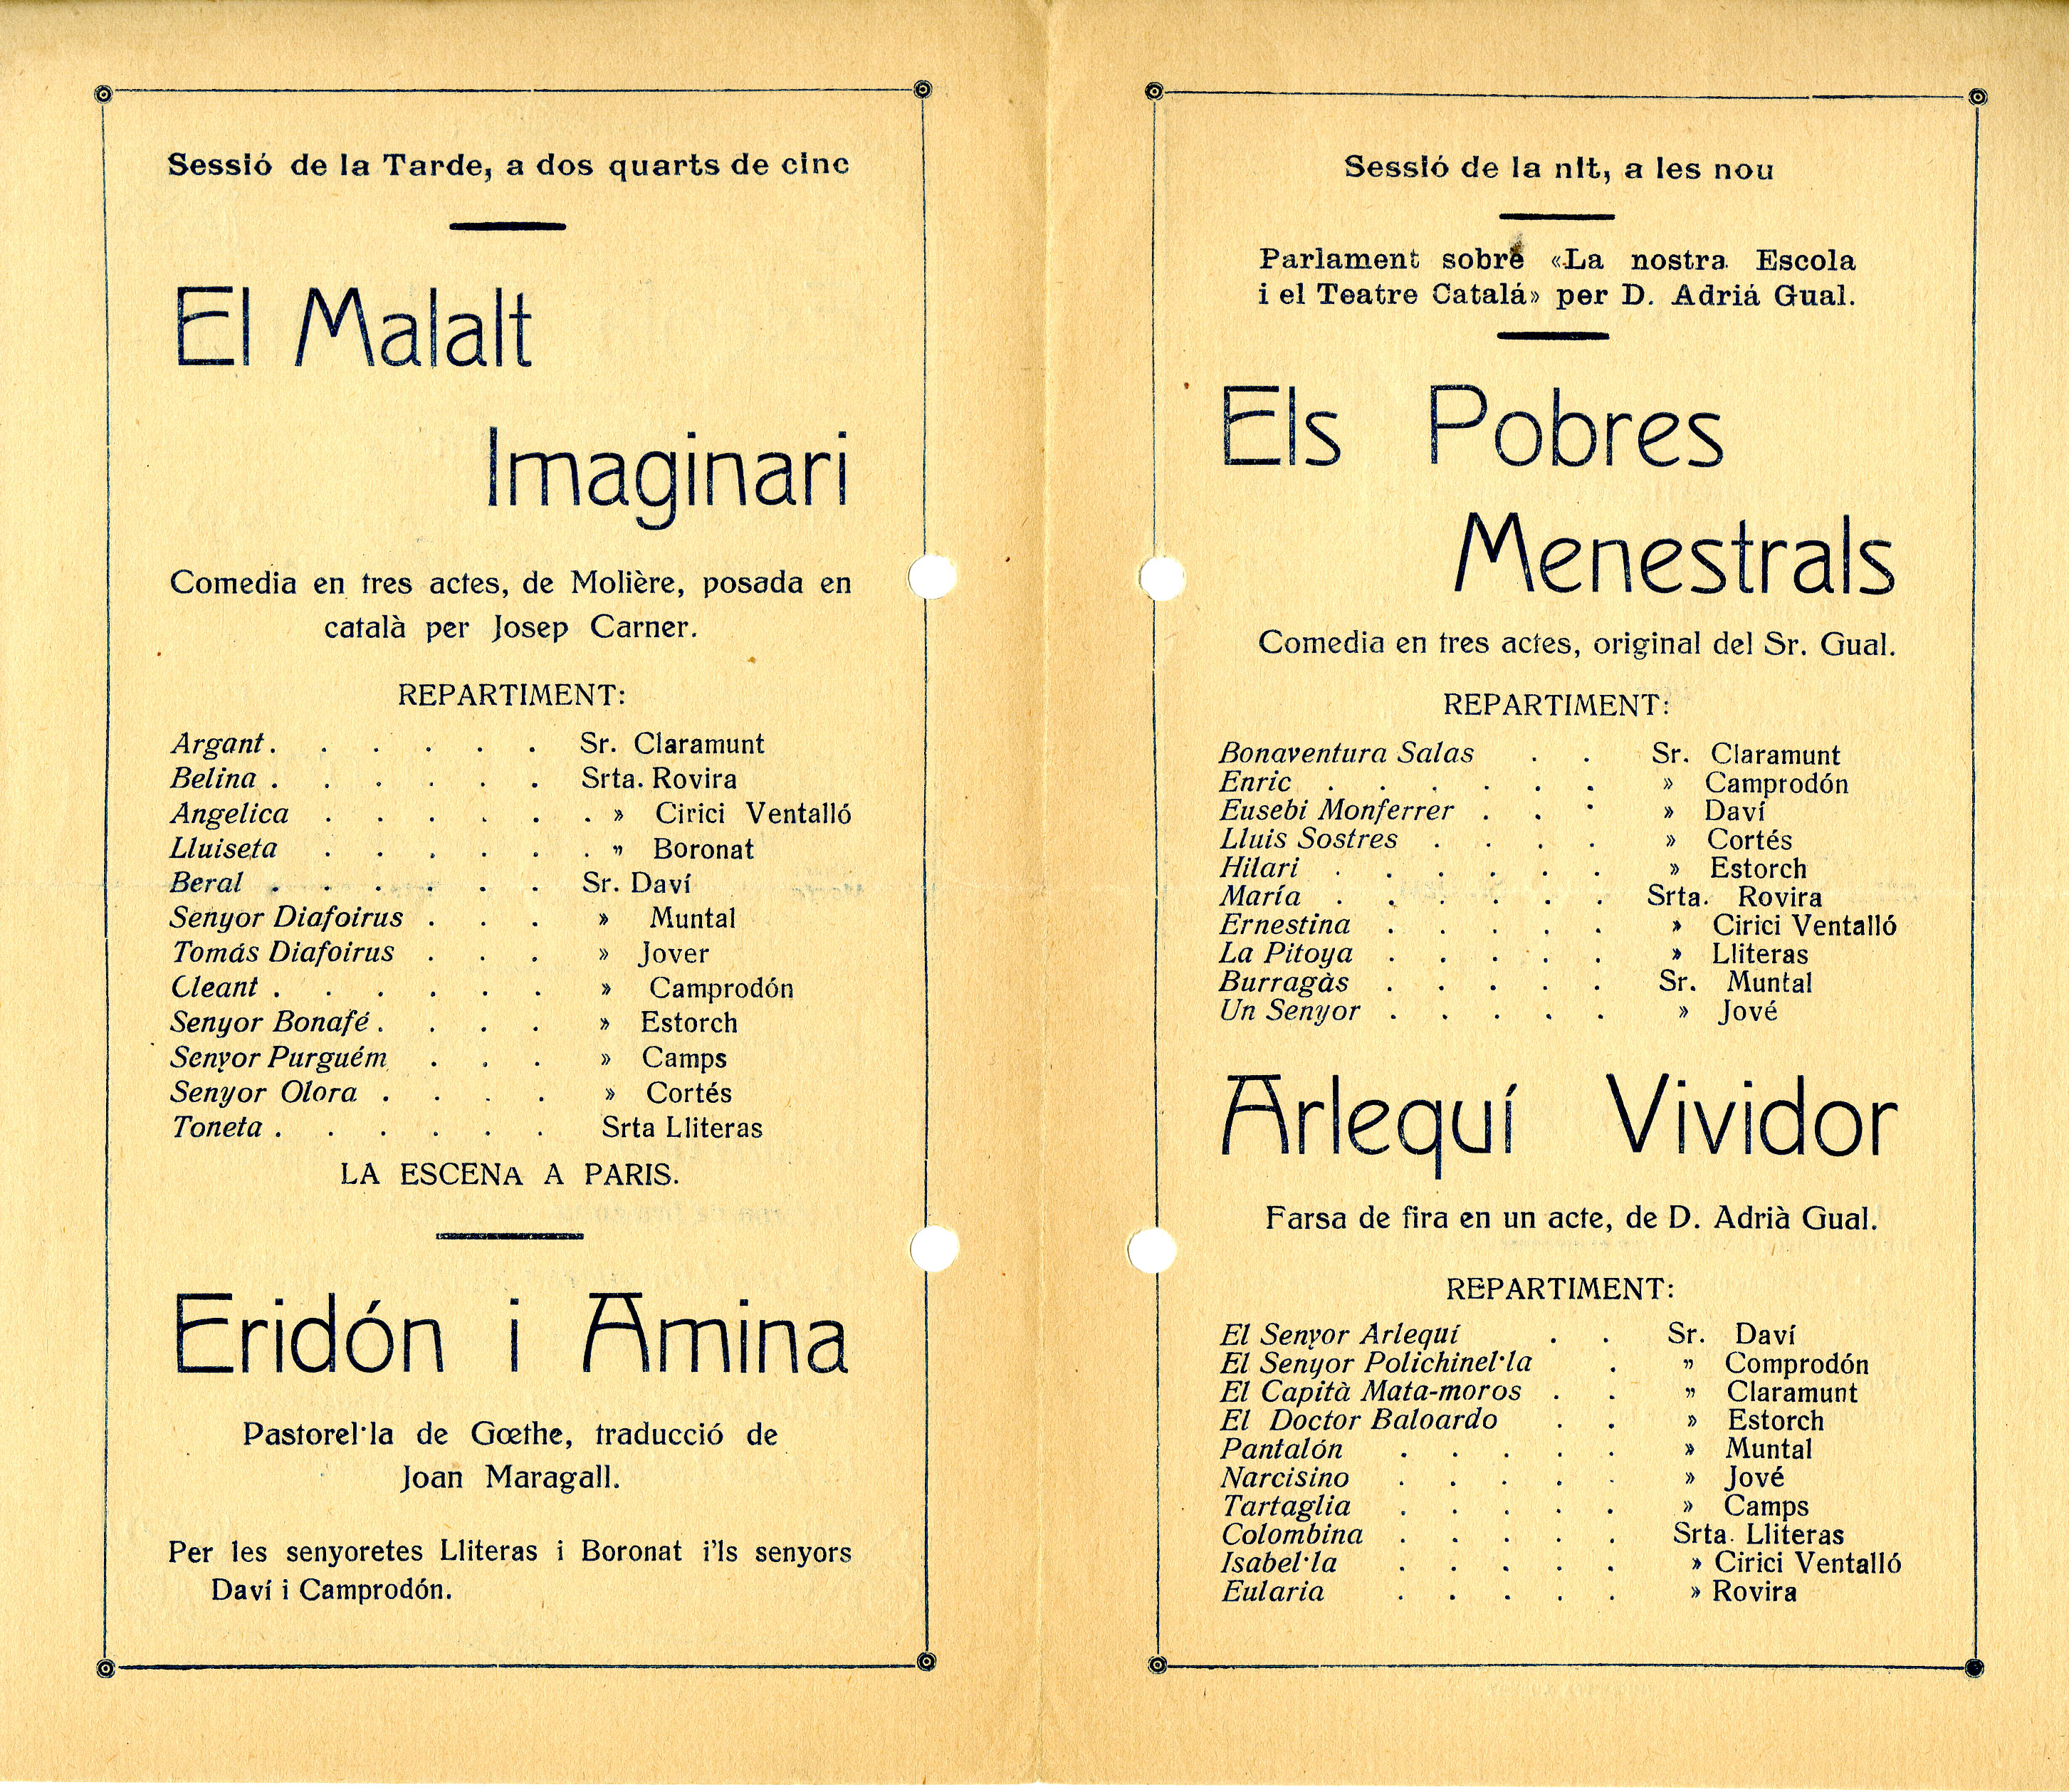 Sessió de la Tarde, a dos quarts de cinc
El Malalt
Imaginari
Comedia en tres actes, de Molière, posada en
català per Josep Carner.
REPARTIMENT:
Argant . . . . . . Sr. Claramunt
Belina . . . . . . Srta. Rovira
Angelica . . . . . . » Cirici Ventalló
Lluiseta . . . . . . » Boronat
Beral . . . . . . Sr. Daví
Senyor Diafoirus . . . » Muntal
Tomás Diafoirus . . . » Jover
Cleant . . . . . . » Camprodón
Senyor Bonafé . . . . » Estorch
Senyor Purguém . . . » Camps
Senyor Olora . . . . » Cortés
Toneta . . . . . . Srta Lliteras
LA ESCENA A PARIS.
Eridón i Amina
Pastorel·la de Gœthe, traducció de
Joan Maragall.
Per les senyoretes Lliteras i Boronat i'ls senyors
Daví i Camprodón.
Sessió de la nit, a les nou
Parlament sobre «La nostra Escola
i el Teatre Catalá» per D. Adriá Gual.
Els Pobres
Menestrals
Comedia en tres actes, original del Sr. Gual.
REPARTIMENT:
Bonaventura Salas . . Sr. Claramunt
Enric . . . . . . » Camprodón
Eusebi Monferrer . . . » Daví
Lluis Sostres . . . . » Cortés
Hilari . . . . . . » Estorch
María . . . . . . Srta. Rovira
Ernestina . . . . . » Cirici Ventalló
La Pitoya . . . . . » Lliteras
Burragàs . . . . . Sr. Muntal
Un Senyor . . . . . » Jové
Arlequí Vividor
Farsa de fira en un acte, de D. Adrià Gual.
REPARTIMENT:
El Senyor Arlequí . . Sr. Daví
El Senyor Polichinel·la . » Comprodón
El Capità Mata-moros . . » Claramunt
El Doctor Baloardo . . » Estorch
Pantalón . . . . . » Muntal
Narcisino . . . . . » Jové
Tartaglia . . . . . » Camps
Colombina . . . . . Srta. Lliteras
Isabel·la . . . . . » Cirici Ventalló
Eularia . . . . . » Rovira